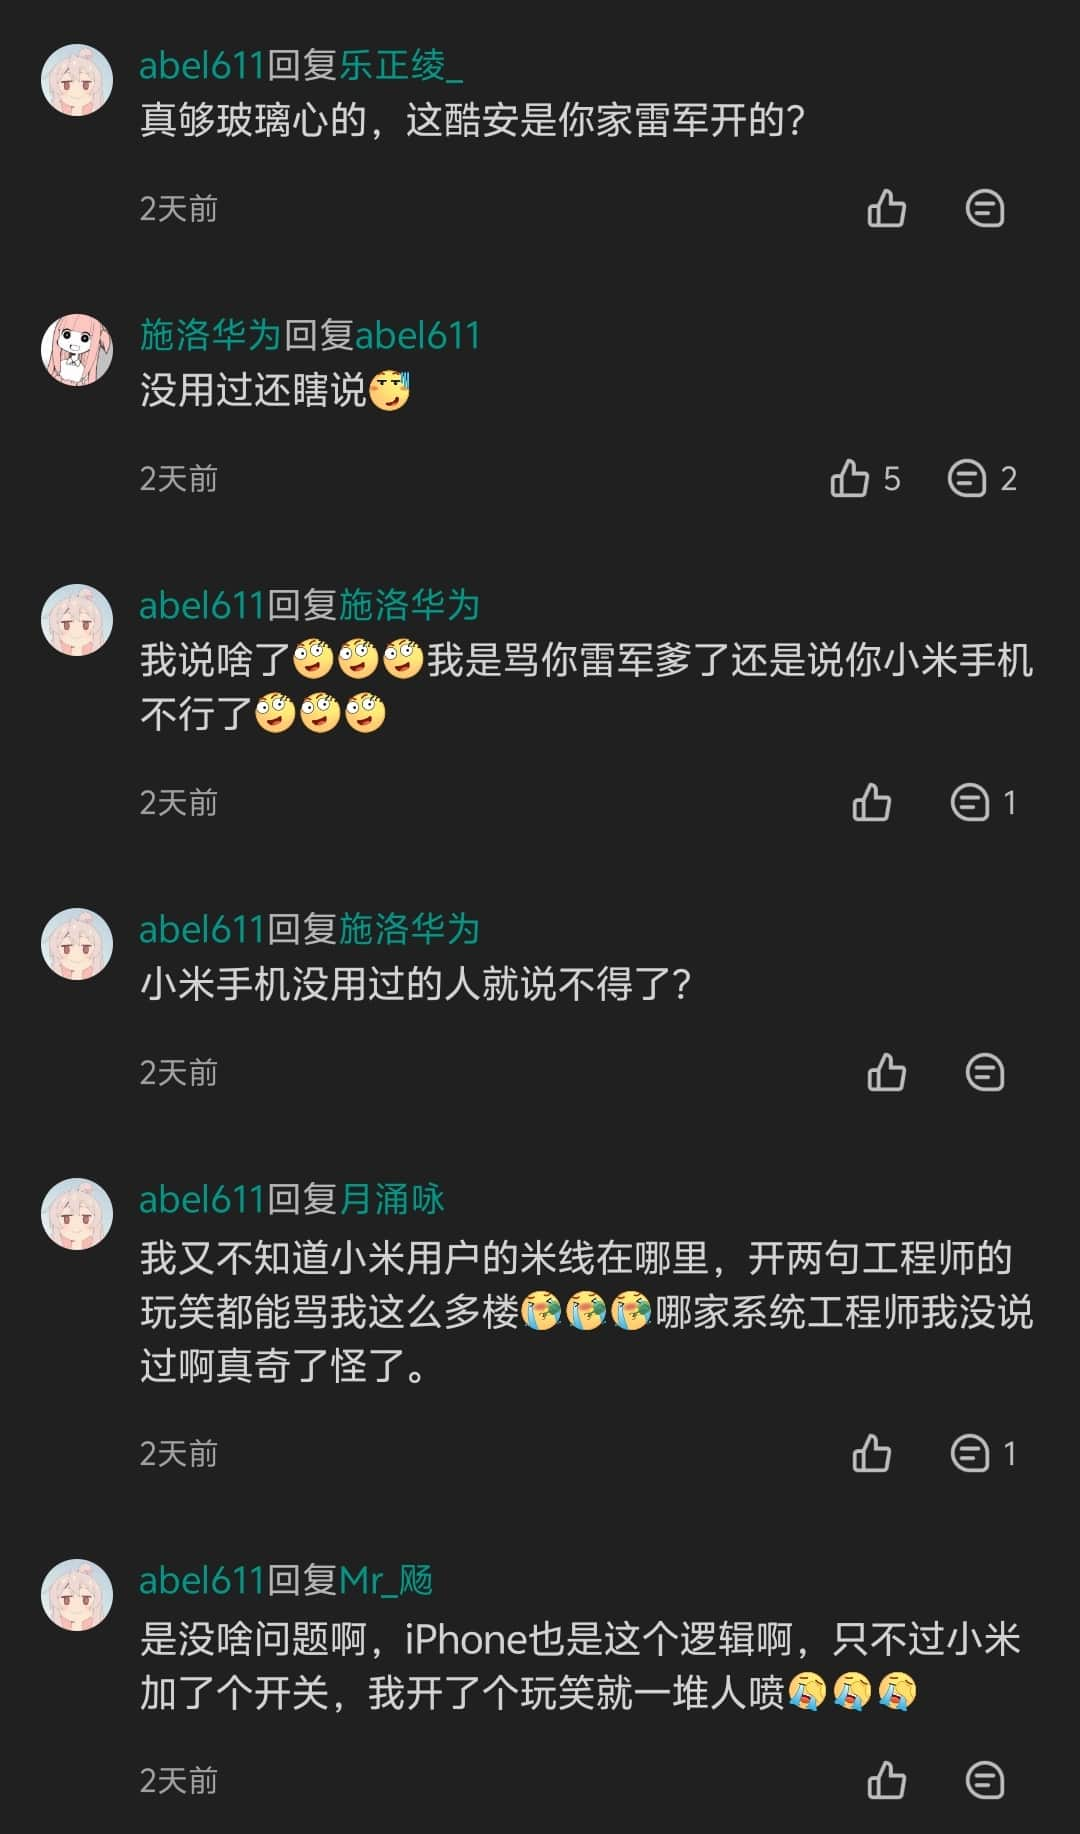 abel611回复乐正绫_
真够玻璃心的，这酷安是你家雷军开的？
2天前
施洛华为回复abel611
没用过还瞎说
2天前 5 2
abel611回复施洛华为
我说啥了我是骂你雷军爹了还是说你小米手机
不行了
2天前 1
abel611回复施洛华为
小米手机没用过的人就说不得了？
2天前
abel611回复月涌咏
我又不知道小米用户的米线在哪里，开两句工程师的
玩笑都能骂我这么多楼哪家系统工程师我没说
过啊真奇了怪了。
2天前 1
abel611回复Mr_飏
是没啥问题啊，iPhone也是这个逻辑啊，只不过小米
加了个开关，我开了个玩笑就一堆人喷
2天前